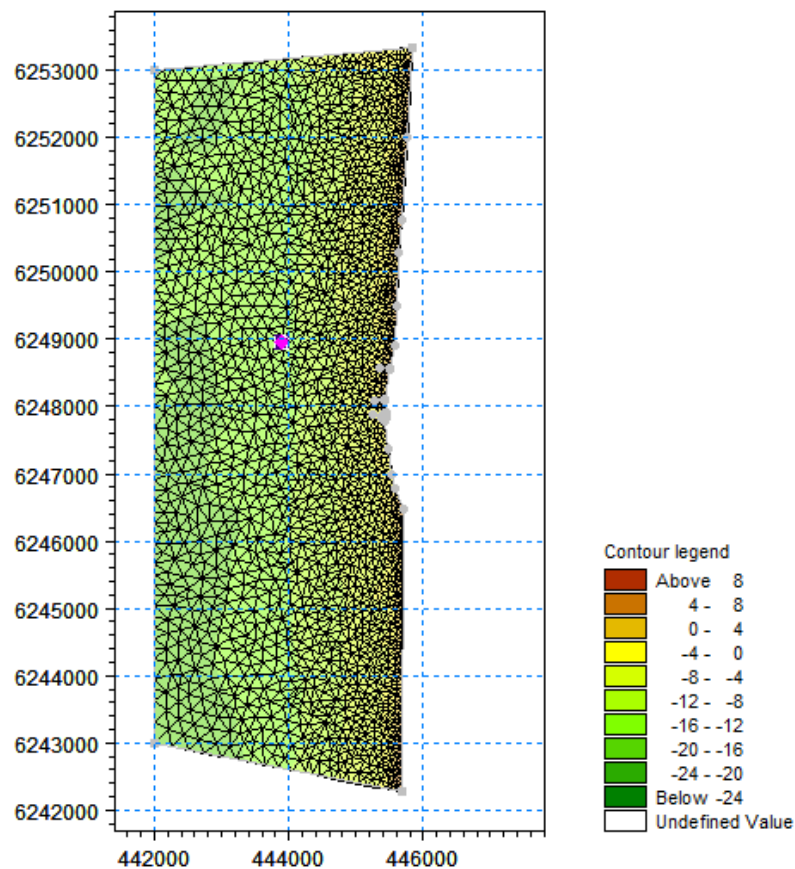 6253000
6252000
6251000
6250000
6249000
6248000
6247000
6246000
6245000
6244000
6243000
6242000
442000 444000 446000
Contour legend
Above 8
4 - 8
0 - 4
-4 - 0
-8 - -4
-12 - -8
-16 - -12
-20 - -16
-24 - -20
Below -24
Undefined Value